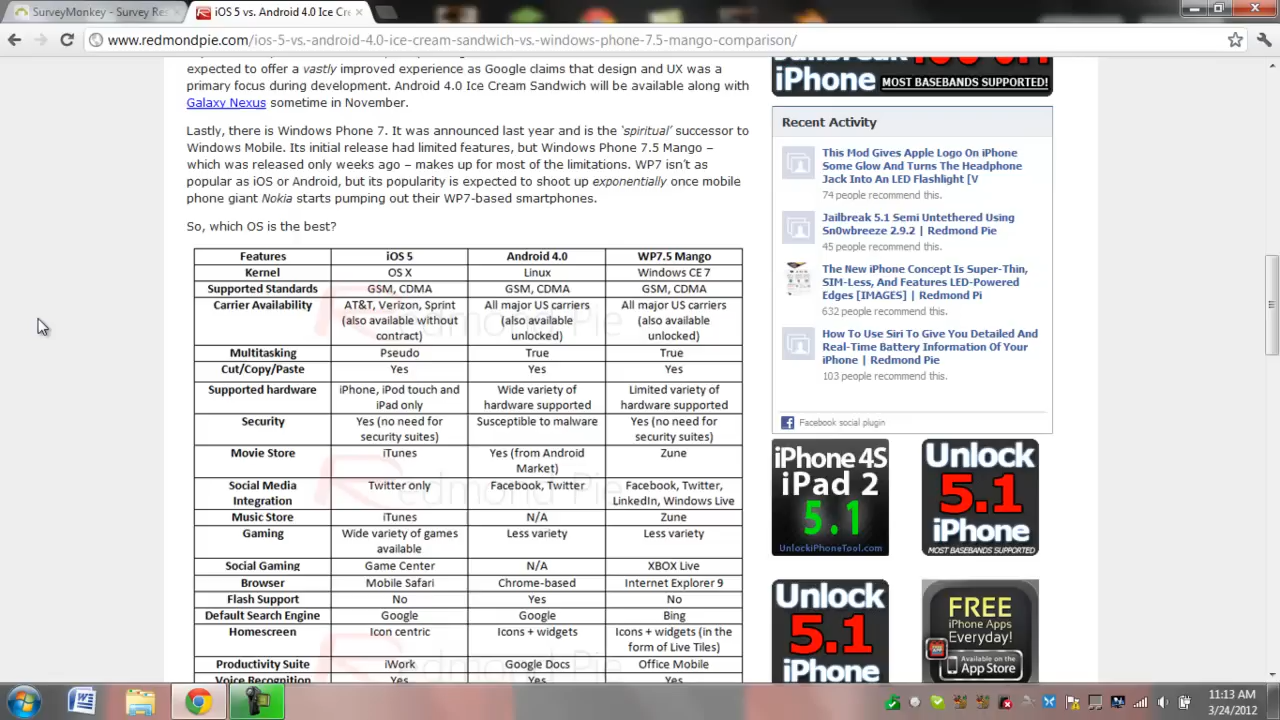 SurveyMonkey - Survey Res
iOS 5 vs. Android 4.0 Ice Cre
www.redmondpie.com/ios-5-vs.-android-4.0-ice-cream-sandwich-vs.-windows-phone-7.5-mango-comparison/
expected to offer a vastly improved experience as Google claims that design and UX was a
primary focus during development. Android 4.0 Ice Cream Sandwich will be available along with
Galaxy Nexus sometime in November.
Lastly, there is Windows Phone 7. It was announced last year and is the 'spiritual' successor to
Windows Mobile. Its initial release had limited features, but Windows Phone 7.5 Mango –
which was released only weeks ago – makes up for most of the limitations. WP7 isn't as
popular as iOS or Android, but its popularity is expected to shoot up exponentially once mobile
phone giant Nokia starts pumping out their WP7-based smartphones.
So, which OS is the best?
Features iOS 5 Android 4.0 WP7.5 Mango
Kernel OS X Linux Windows CE 7
Supported Standards GSM, CDMA GSM, CDMA GSM, CDMA
Carrier Availability AT&T, Verizon, Sprint All major US carriers All major US carriers
(also available without (also available (also available
contract) unlocked) unlocked)
Multitasking Pseudo True True
Cut/Copy/Paste Yes Yes Yes
Supported hardware iPhone, iPod touch and Wide variety of Limited variety of
iPad only hardware supported hardware supported
Security Yes (no need for Susceptible to malware Yes (no need for
security suites) security suites)
Movie Store iTunes Yes (from Android Zune
Market)
Social Media Twitter only Facebook, Twitter Facebook, Twitter,
Integration LinkedIn, Windows Live
Music Store iTunes N/A Zune
Gaming Wide variety of games Less variety Less variety
available
Social Gaming Game Center N/A XBOX Live
Browser Mobile Safari Chrome-based Internet Explorer 9
Flash Support No Yes No
Default Search Engine Google Google Bing
Homescreen Icon centric Icons + widgets Icons + widgets (in the
form of Live Tiles)
Productivity Suite iWork Google Docs Office Mobile
Voice Recognition Yes Yes Yes
iPhone MOST BASEBANDS SUPPORTED!
Recent Activity
This Mod Gives Apple Logo On iPhone
Some Glow And Turns The Headphone
Jack Into An LED Flashlight [V
74 people recommend this.
Jailbreak 5.1 Semi Untethered Using
Sn0wbreeze 2.9.2 | Redmond Pie
45 people recommend this.
The New iPhone Concept Is Super-Thin,
SIM-Less, And Features LED-Powered
Edges [IMAGES] | Redmond Pi
632 people recommend this.
How To Use Siri To Give You Detailed And
Real-Time Battery Information Of Your
iPhone | Redmond Pie
103 people recommend this.
Facebook social plugin
iPhone 4S
iPad 2
5.1
UnlockiPhoneTool.com
Unlock
5.1
iPhone
MOST BASEBANDS SUPPORTED
Unlock
5.1
iPhone
FREE
iPhone Apps
Everyday!
Available on the
App Store
11:13 AM
3/24/2012